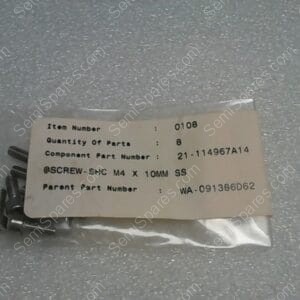 Item Number : 0108
Quantity Of Parts : 8
Component Part Number : 21-114967A14
@SCREW-SHC M4 X 10MM SS
Parent Part Number : WA-091386D62